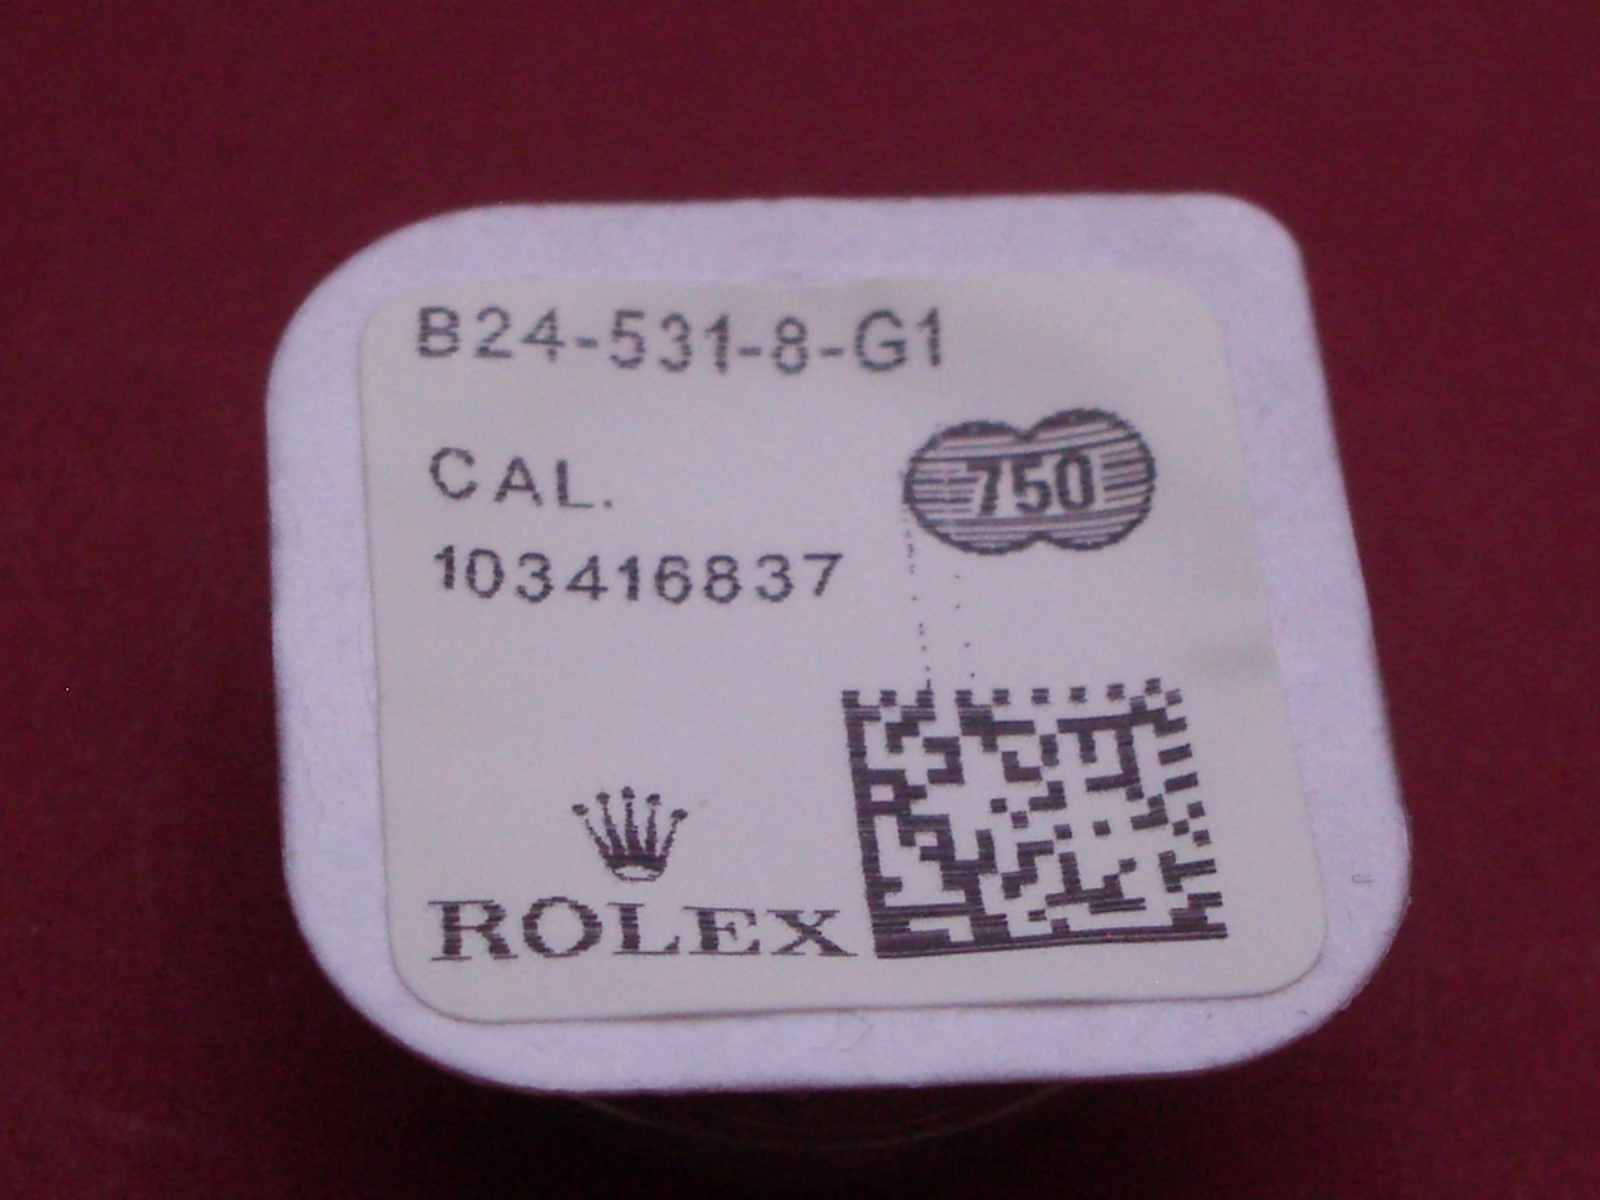 B24-531-8-G1
CAL.
750
103416837
ROLEX